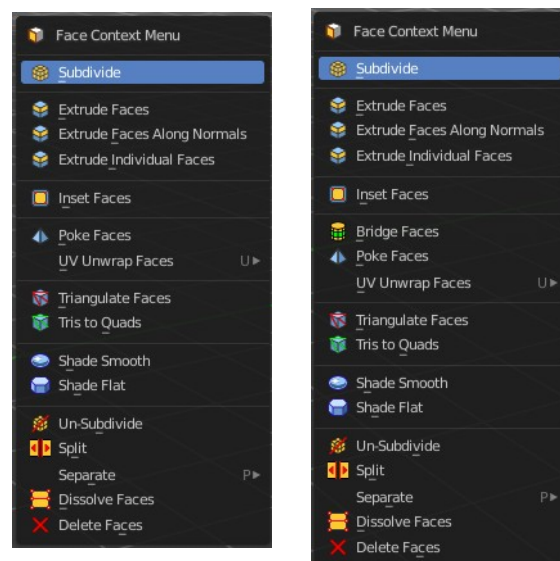 Face Context Menu
Subdivide
Extrude Faces
Extrude Faces Along Normals
Extrude Individual Faces
Inset Faces
Poke Faces
UV Unwrap Faces U
Triangulate Faces
Tris to Quads
Shade Smooth
Shade Flat
Un-Subdivide
Split
Separate P
Dissolve Faces
Delete Faces
Face Context Menu
Subdivide
Extrude Faces
Extrude Faces Along Normals
Extrude Individual Faces
Inset Faces
Bridge Faces
Poke Faces
UV Unwrap Faces U
Triangulate Faces
Tris to Quads
Shade Smooth
Shade Flat
Un-Subdivide
Split
Separate P
Dissolve Faces
Delete Faces